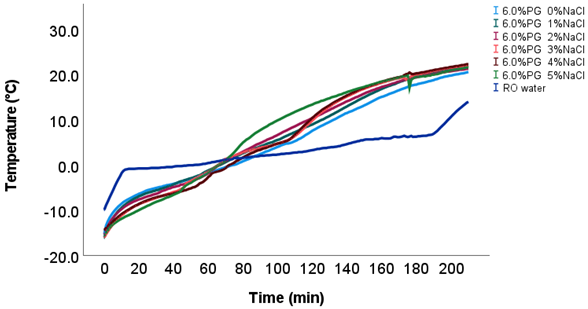 6.0%PG 0%NaCl
6.0%PG 1%NaCl
6.0%PG 2%NaCl
6.0%PG 3%NaCl
6.0%PG 4%NaCl
6.0%PG 5%NaCl
RO water
Temperature (°C)
30.0
20.0
10.0
0.0
-10.0
-20.0
0 20 40 60 80 100 120 140 160 180 200
Time (min)